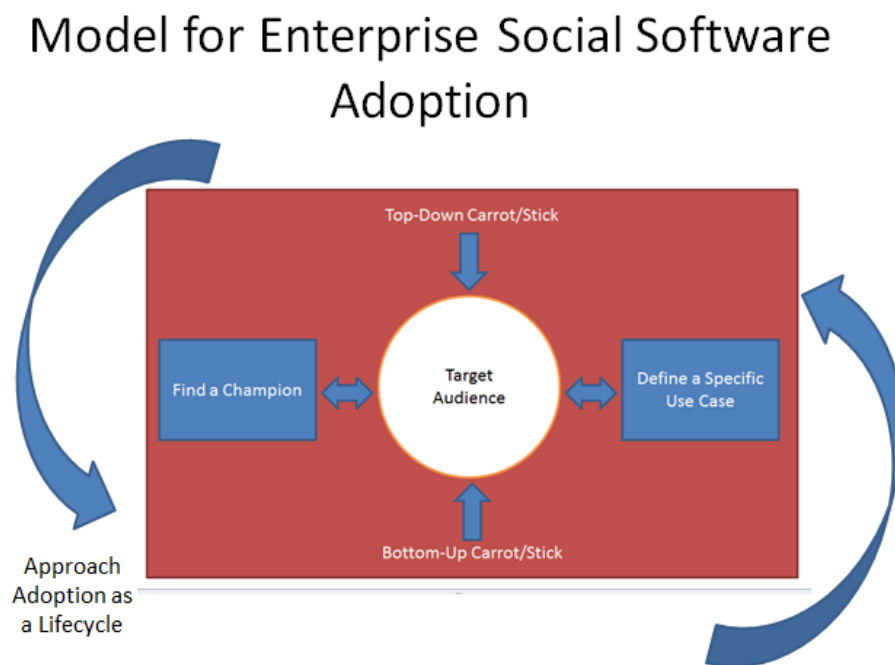 Model for Enterprise Social Software
Adoption
Top-Down Carrot/Stick
Find a Champion
Target
Audience
Define a Specific
Use Case
Bottom-Up Carrot/Stick
Approach
Adoption as
a Lifecycle